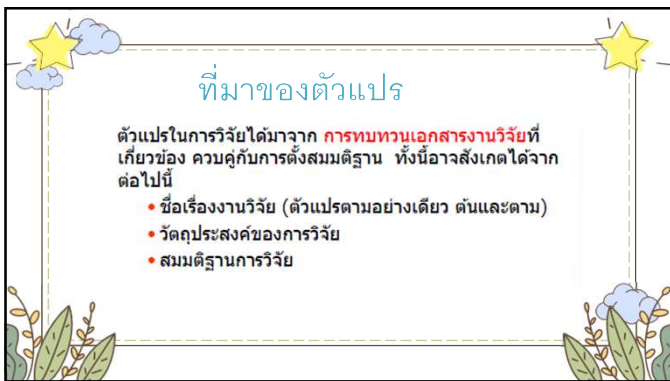 ที่มาของตัวแปร
ตัวแปรในการวิจัยได้มาจาก การทบทวนเอกสารงานวิจัยที่
เกี่ยวข้อง ควบคู่กับการตั้งสมมติฐาน ทั้งนี้อาจสังเกตได้จาก
ต่อไปนี้
• ชื่อเรื่องงานวิจัย (ตัวแปรตามอย่างเดียว ต้นและตาม)
• วัตถุประสงค์ของการวิจัย
• สมมติฐานการวิจัย